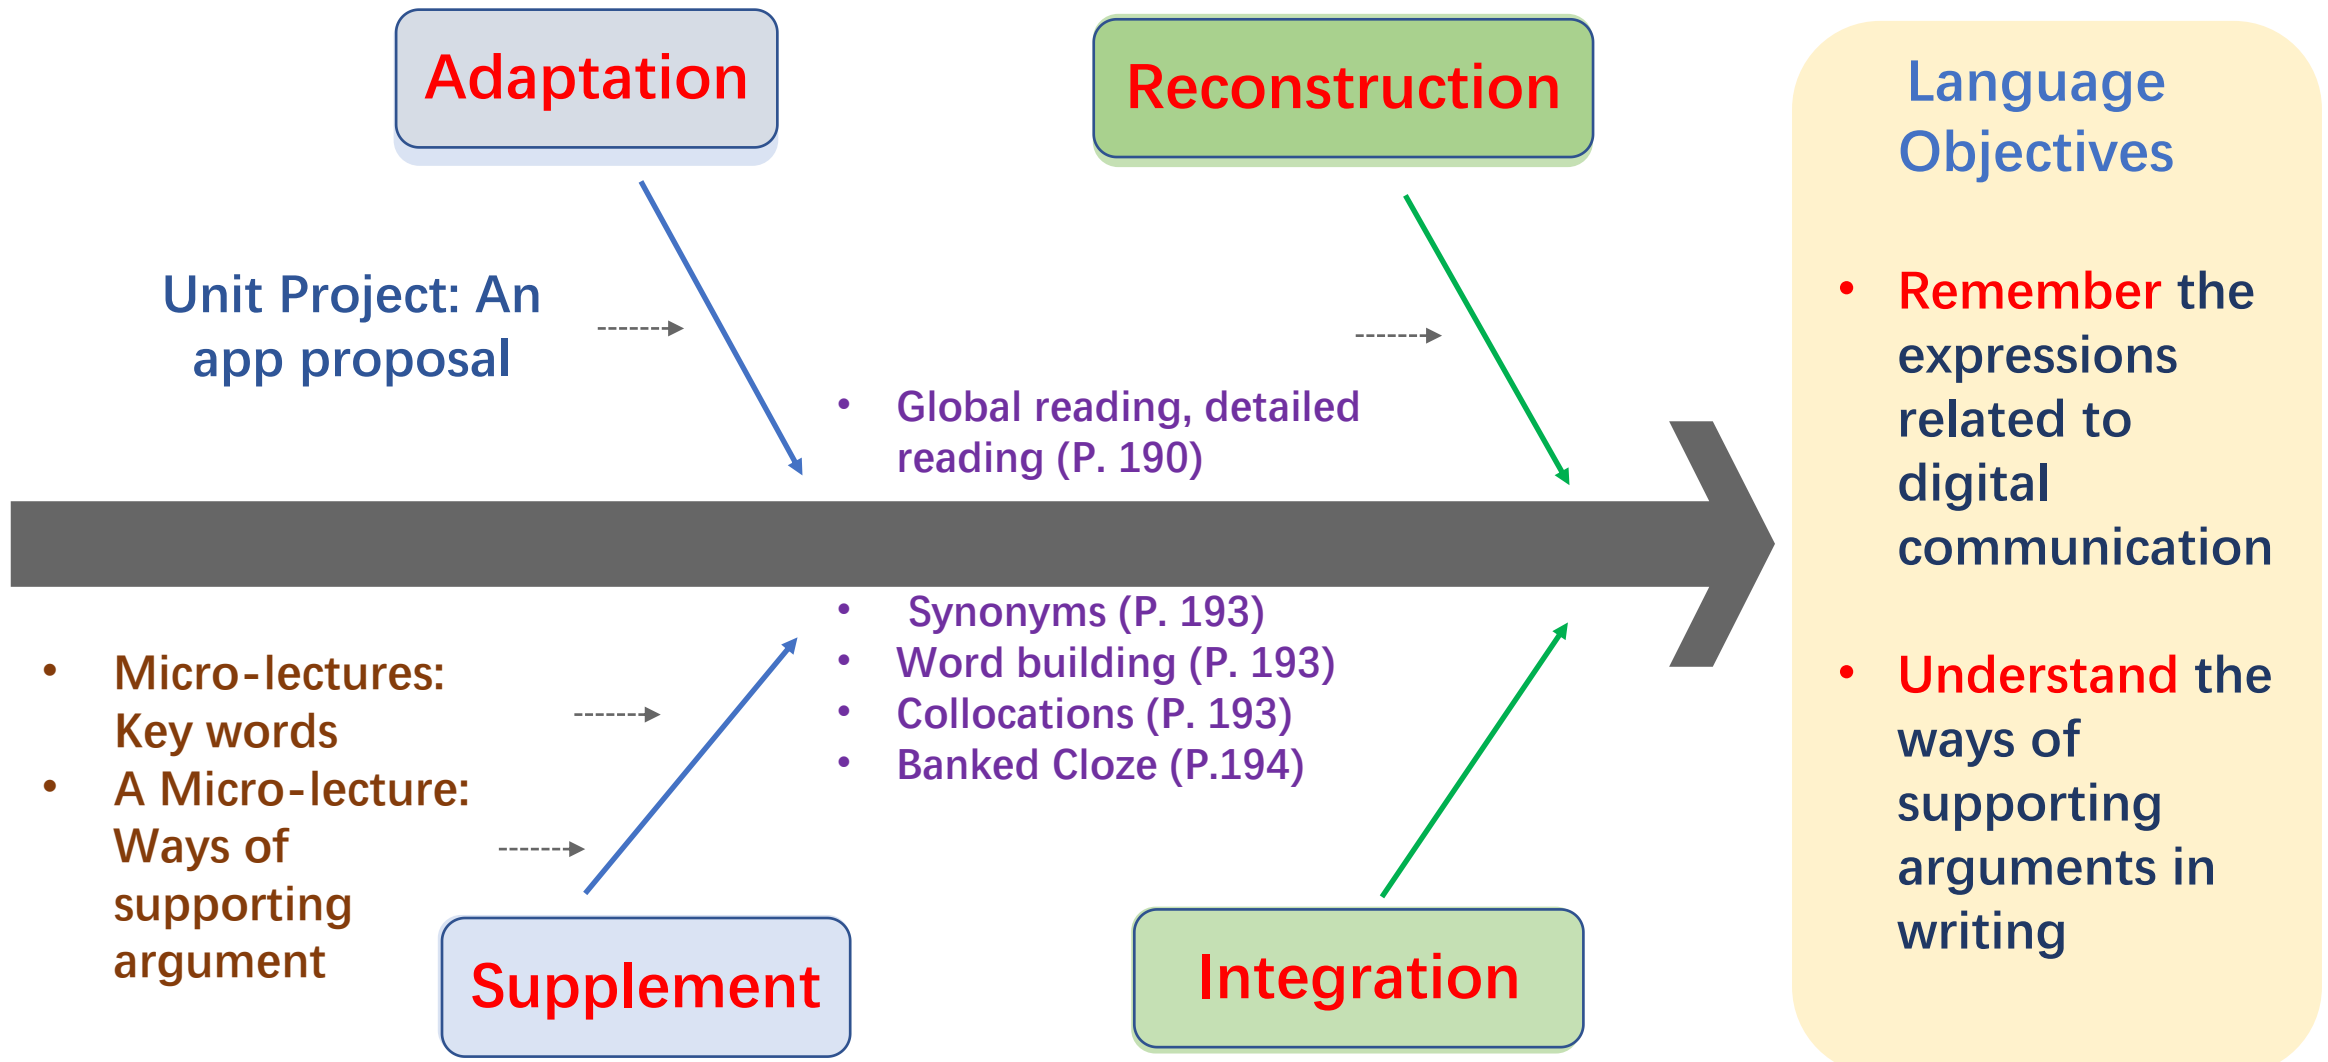 Adaptation
Reconstruction
Unit Project: An
app proposal
• Global reading, detailed
reading (P. 190)
• Synonyms (P. 193)
• Word building (P. 193)
• Collocations (P. 193)
• Banked Cloze (P.194)
• Micro-lectures:
Key words
• A Micro-lecture:
Ways of
supporting
argument
Supplement
Integration
Language
Objectives
• Remember the
expressions
related to
digital
communication
• Understand the
ways of
supporting
arguments in
writing